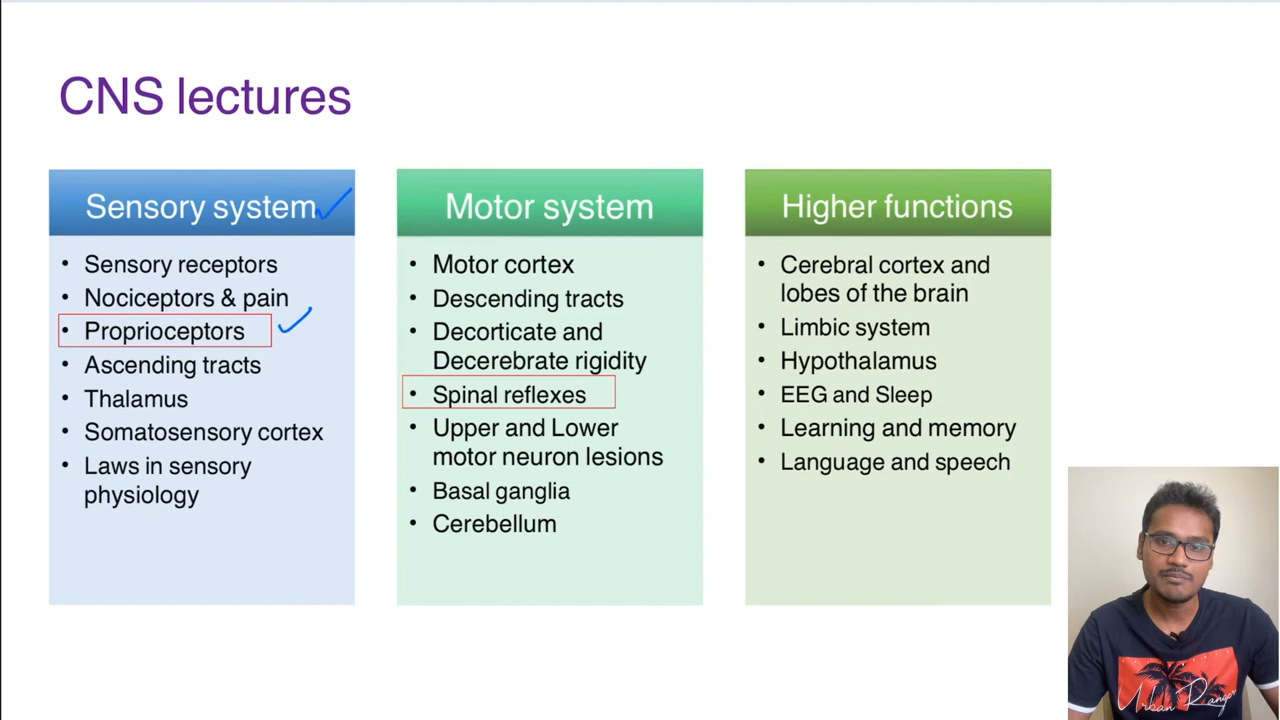 CNS lectures
Sensory system
• Sensory receptors
• Nociceptors & pain
• Proprioceptors
• Ascending tracts
• Thalamus
• Somatosensory cortex
• Laws in sensory
physiology
Motor system
• Motor cortex
• Descending tracts
• Decorticate and
Decerebrate rigidity
• Spinal reflexes
• Upper and Lower
motor neuron lesions
• Basal ganglia
• Cerebellum
Higher functions
• Cerebral cortex and
lobes of the brain
• Limbic system
• Hypothalamus
• EEG and Sleep
• Learning and memory
• Language and speech
Urban Ranger